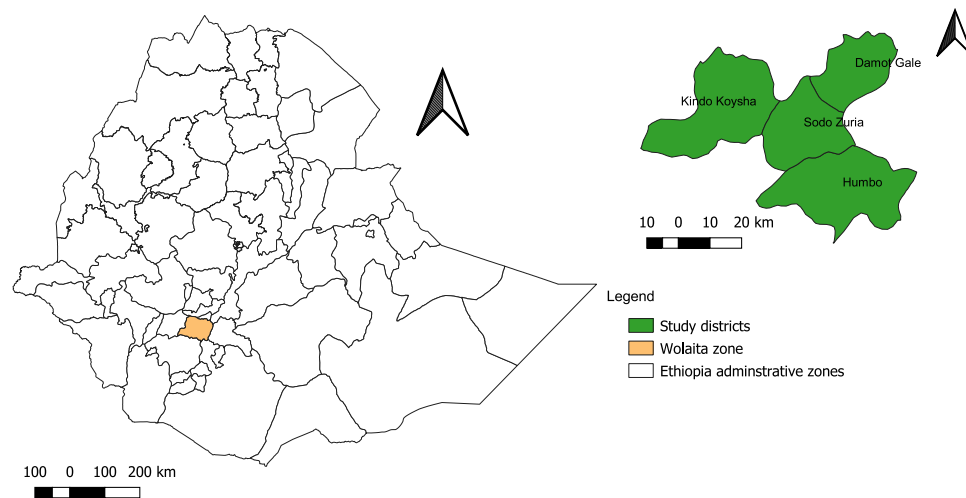 Damot Gale
Kindo Koysha
Sodo Zuria
Humbo
10 0 10 20 km
Legend
Study districts
Wolaita zone
Ethiopia adminstrative zones
100 0 100 200 km